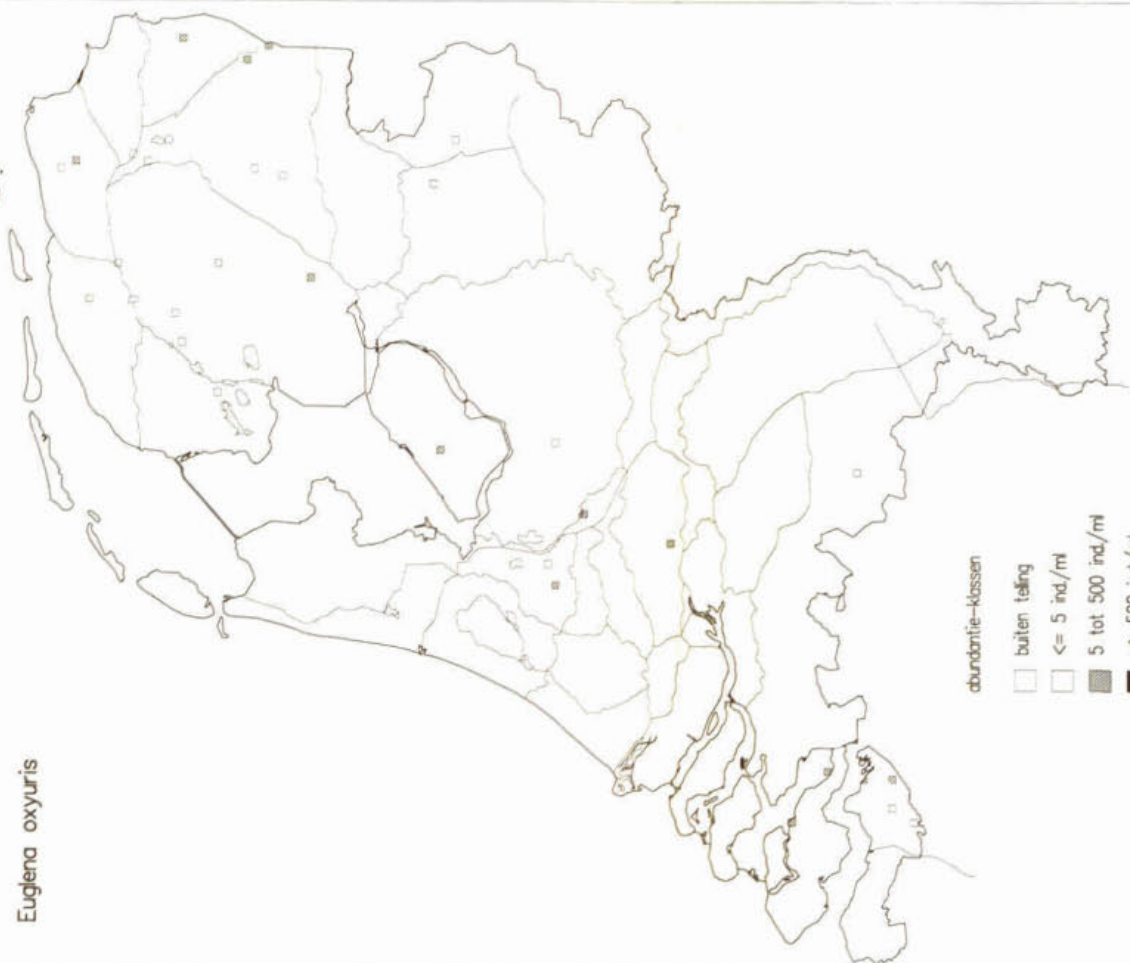 Euglena oxyuris
abundantie-klassen
buiten telling
<= 5 ind./ml
5 tot 500 ind./ml